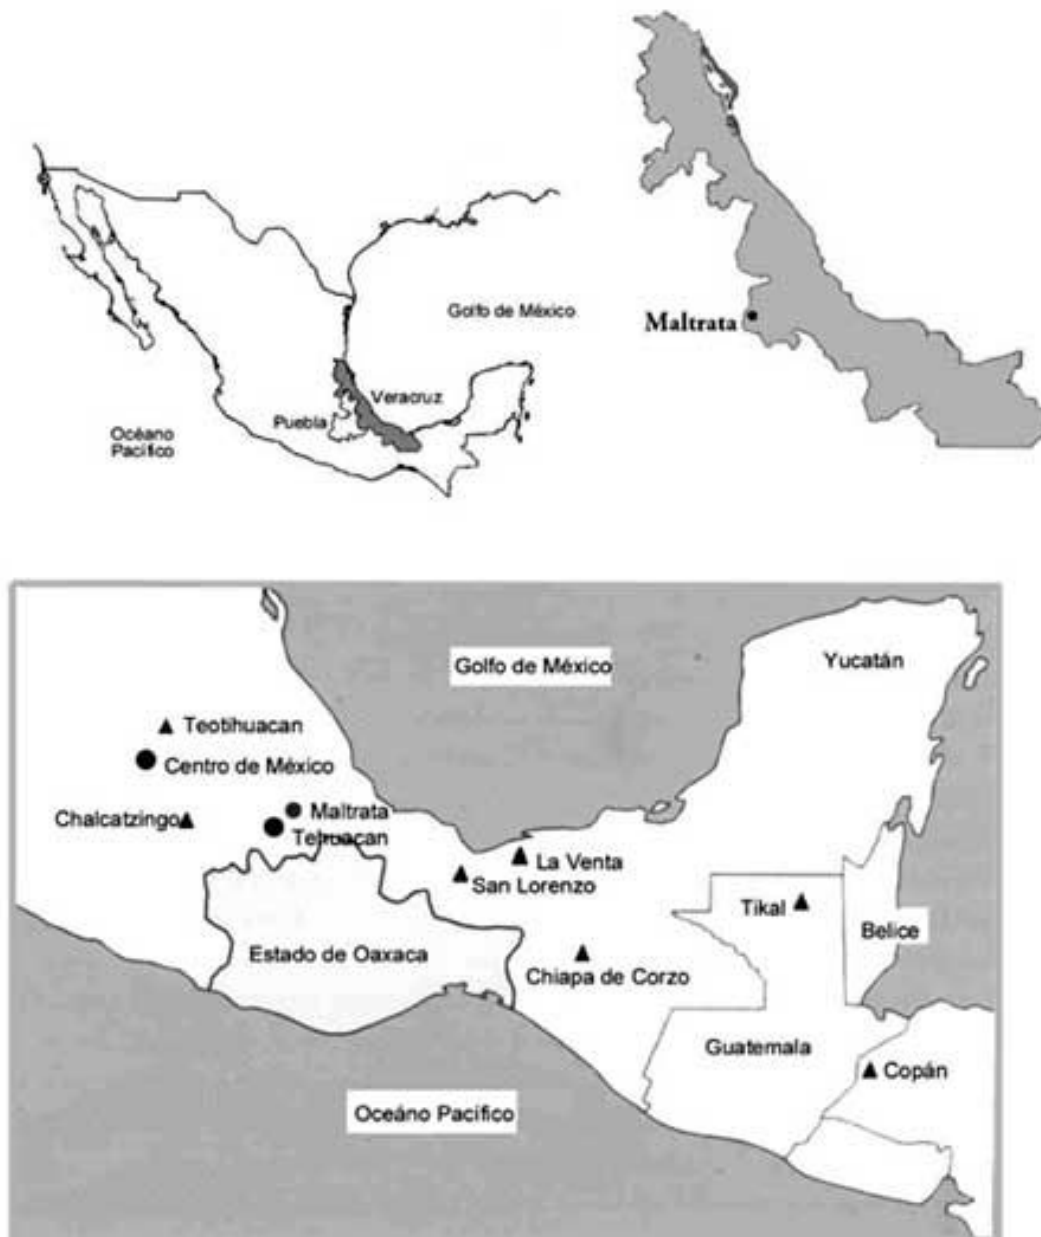 Golfo de México
Maltrata
Veracruz
Puebla
Océano
Pacífico
Golfo de México
Yucatán
Teotihuacan
Centro de México
Maltrata
Chalcatzingo
Tehuacan
La Venta
San Lorenzo
Tikal
Belice
Estado de Oaxaca
Chiapa de Corzo
Guatemala
Copán
Oceáno Pacífico